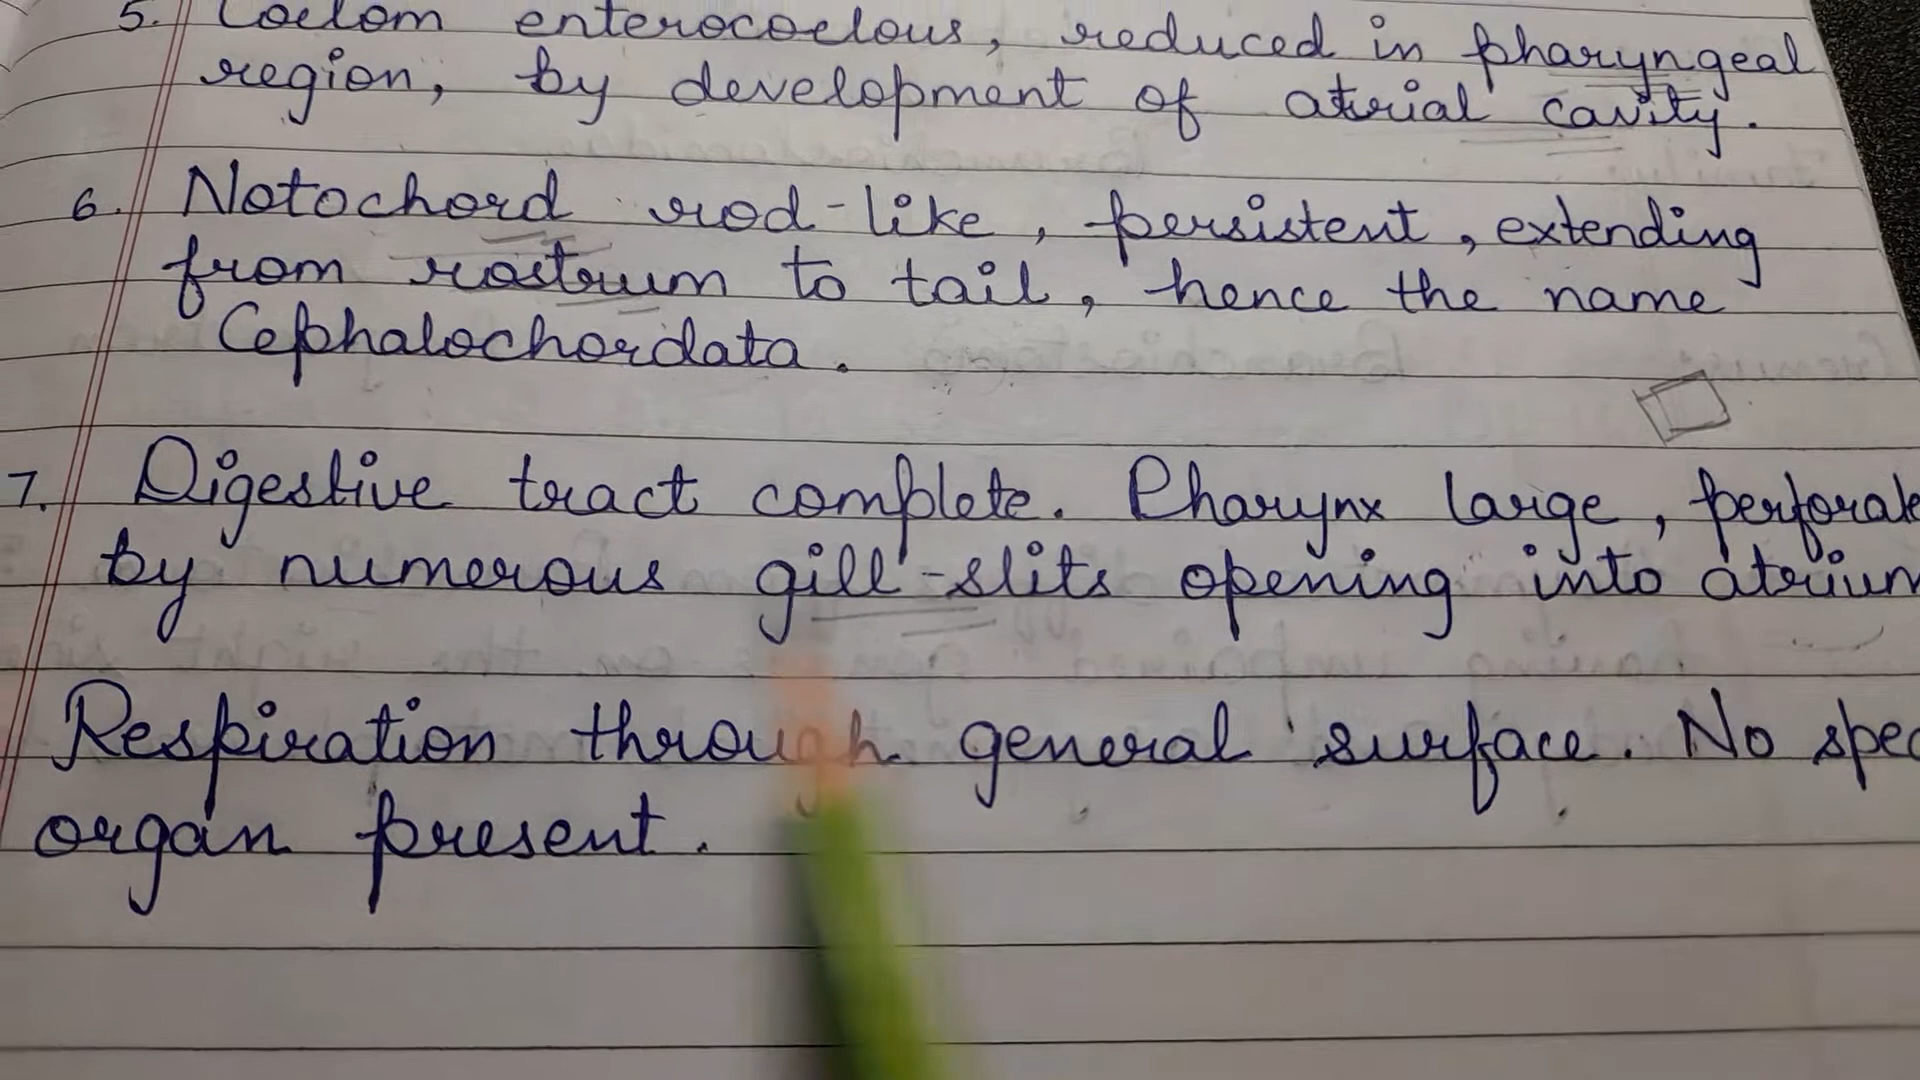 5. Coelom enterocoelous, reduced in pharyngeal
region, by development of atrial cavity.
6. Notochord rod-like, persistent, extending
from rostrum to tail, hence the name
Cephalochordata.
7. Digestive tract complete. Pharynx large, perforate
by numerous gill-slits opening into atrium
Respiration through general surface. No spec
organ present.